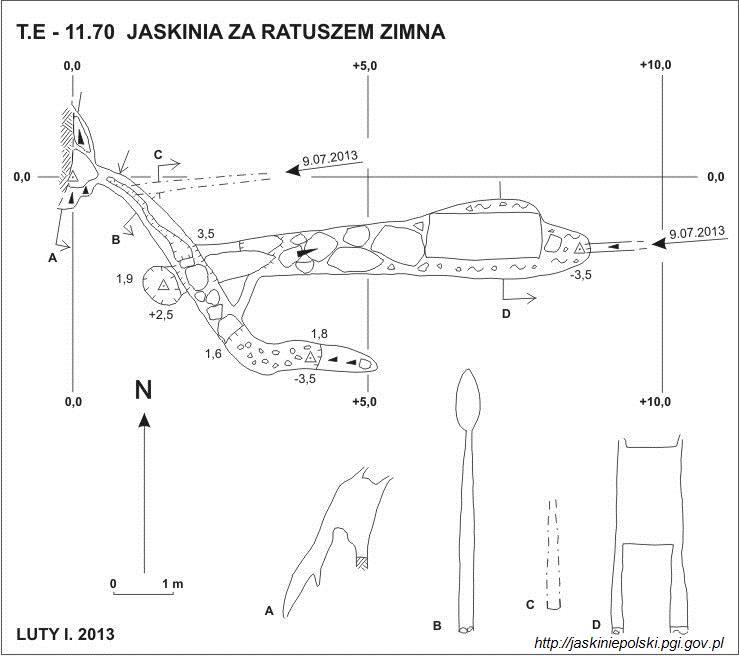 T.E - 11.70 JASKINIA ZA RATUSZEM ZIMNA
0,0 +5,0 +10,0
C 9.07.2013
0,0 0,0
B 3,5 9.07.2013
A
1,9 -3,5
+2,5 D
1,8
1,6
-3,5
0,0 +5,0 +10,0
N
0 1 m
A B C D
LUTY I. 2013
http://jaskiniepolski.pgi.gov.pl